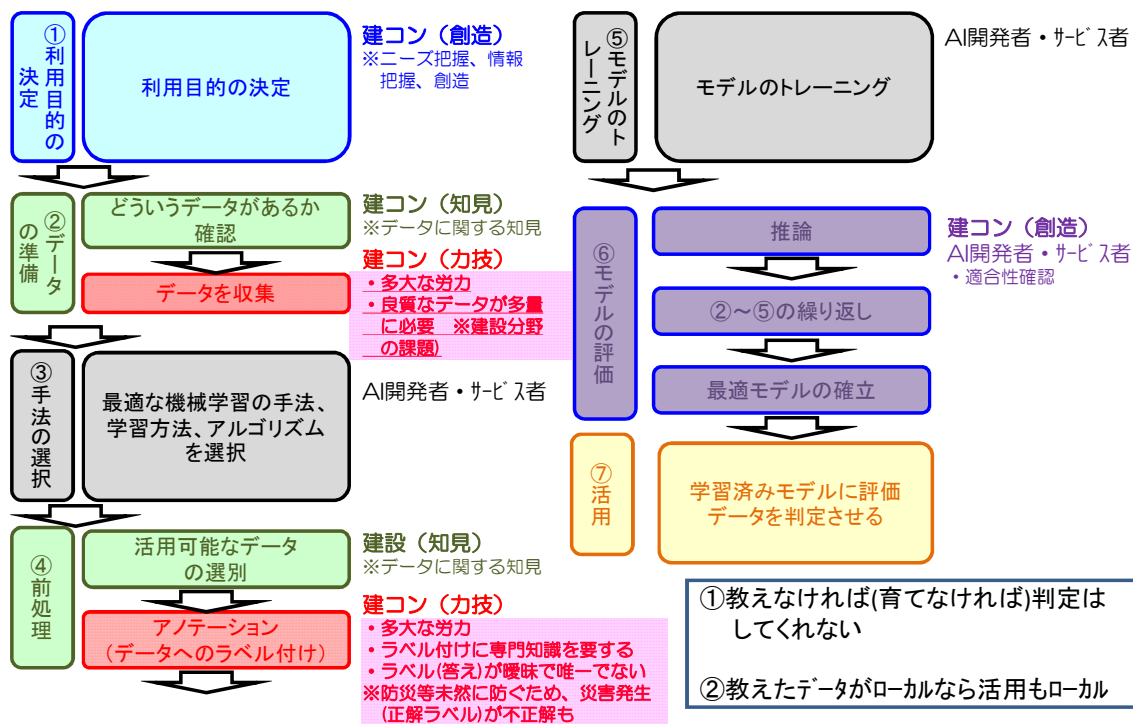 ①利用目的の
決定
利用目的の決定
建コン（創造）
※ニーズ把握、情報
把握、創造
②データ
の準備
どういうデータがあるか
確認
建コン（知見）
※データに関する知見
データを収集
建コン（力技）
・多大な労力
・良質なデータが多量
に必要　※建設分野
の課題)
③手法の選択
最適な機械学習の手法、
学習方法、アルゴリズム
を選択
AI開発者・ｻｰﾋﾞｽ者
④前処理
活用可能なデータ
の選別
建設（知見）
※データに関する知見
アノテーション
（データへのラベル付け）
建コン（力技）
・多大な労力
・ラベル付けに専門知識を要する
・ラベル(答え)が曖昧で唯一でない
※防災等未然に防ぐため、災害発生
(正解ラベル)が不正解も
⑤モデルのト
レーニング
モデルのトレーニング
AI開発者・ｻｰﾋﾞｽ者
⑥モデルの評価
推論
建コン（創造）
AI開発者・ｻｰﾋﾞｽ者
・適合性確認
②～⑤の繰り返し
最適モデルの確立
⑦活用
学習済みモデルに評価
データを判定させる
①教えなければ(育てなければ)判定は
してくれない
②教えたデータがローカルなら活用もローカル